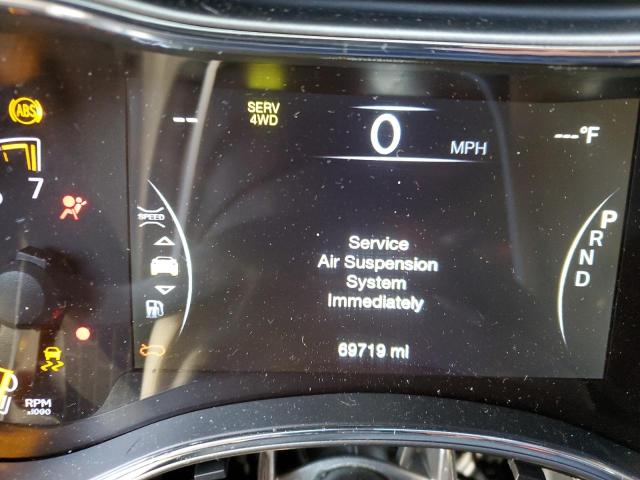 ABS
SERV
4WD
--
0 MPH
---°F
7
SPEED
P
R
N
D
Service
Air Suspension
System
Immediately
69719 mi
RPM
x1000